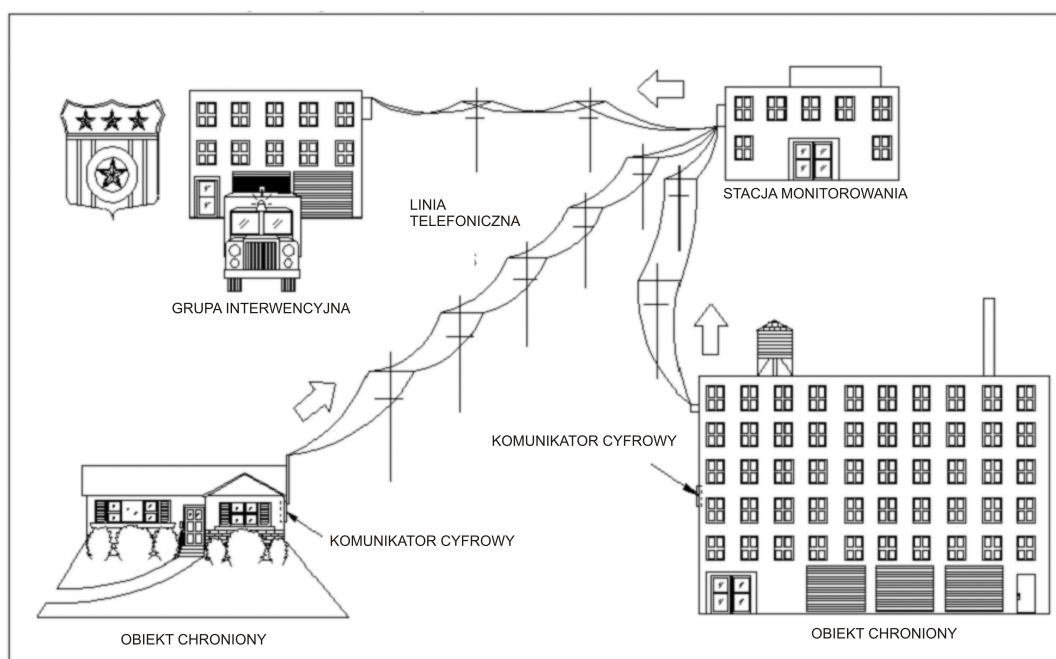 STACJA MONITOROWANIA
LINIA
TELEFONICZNA
GRUPA INTERWENCYJNA
KOMUNIKATOR CYFROWY
KOMUNIKATOR CYFROWY
OBIEKT CHRONIONY
OBIEKT CHRONIONY